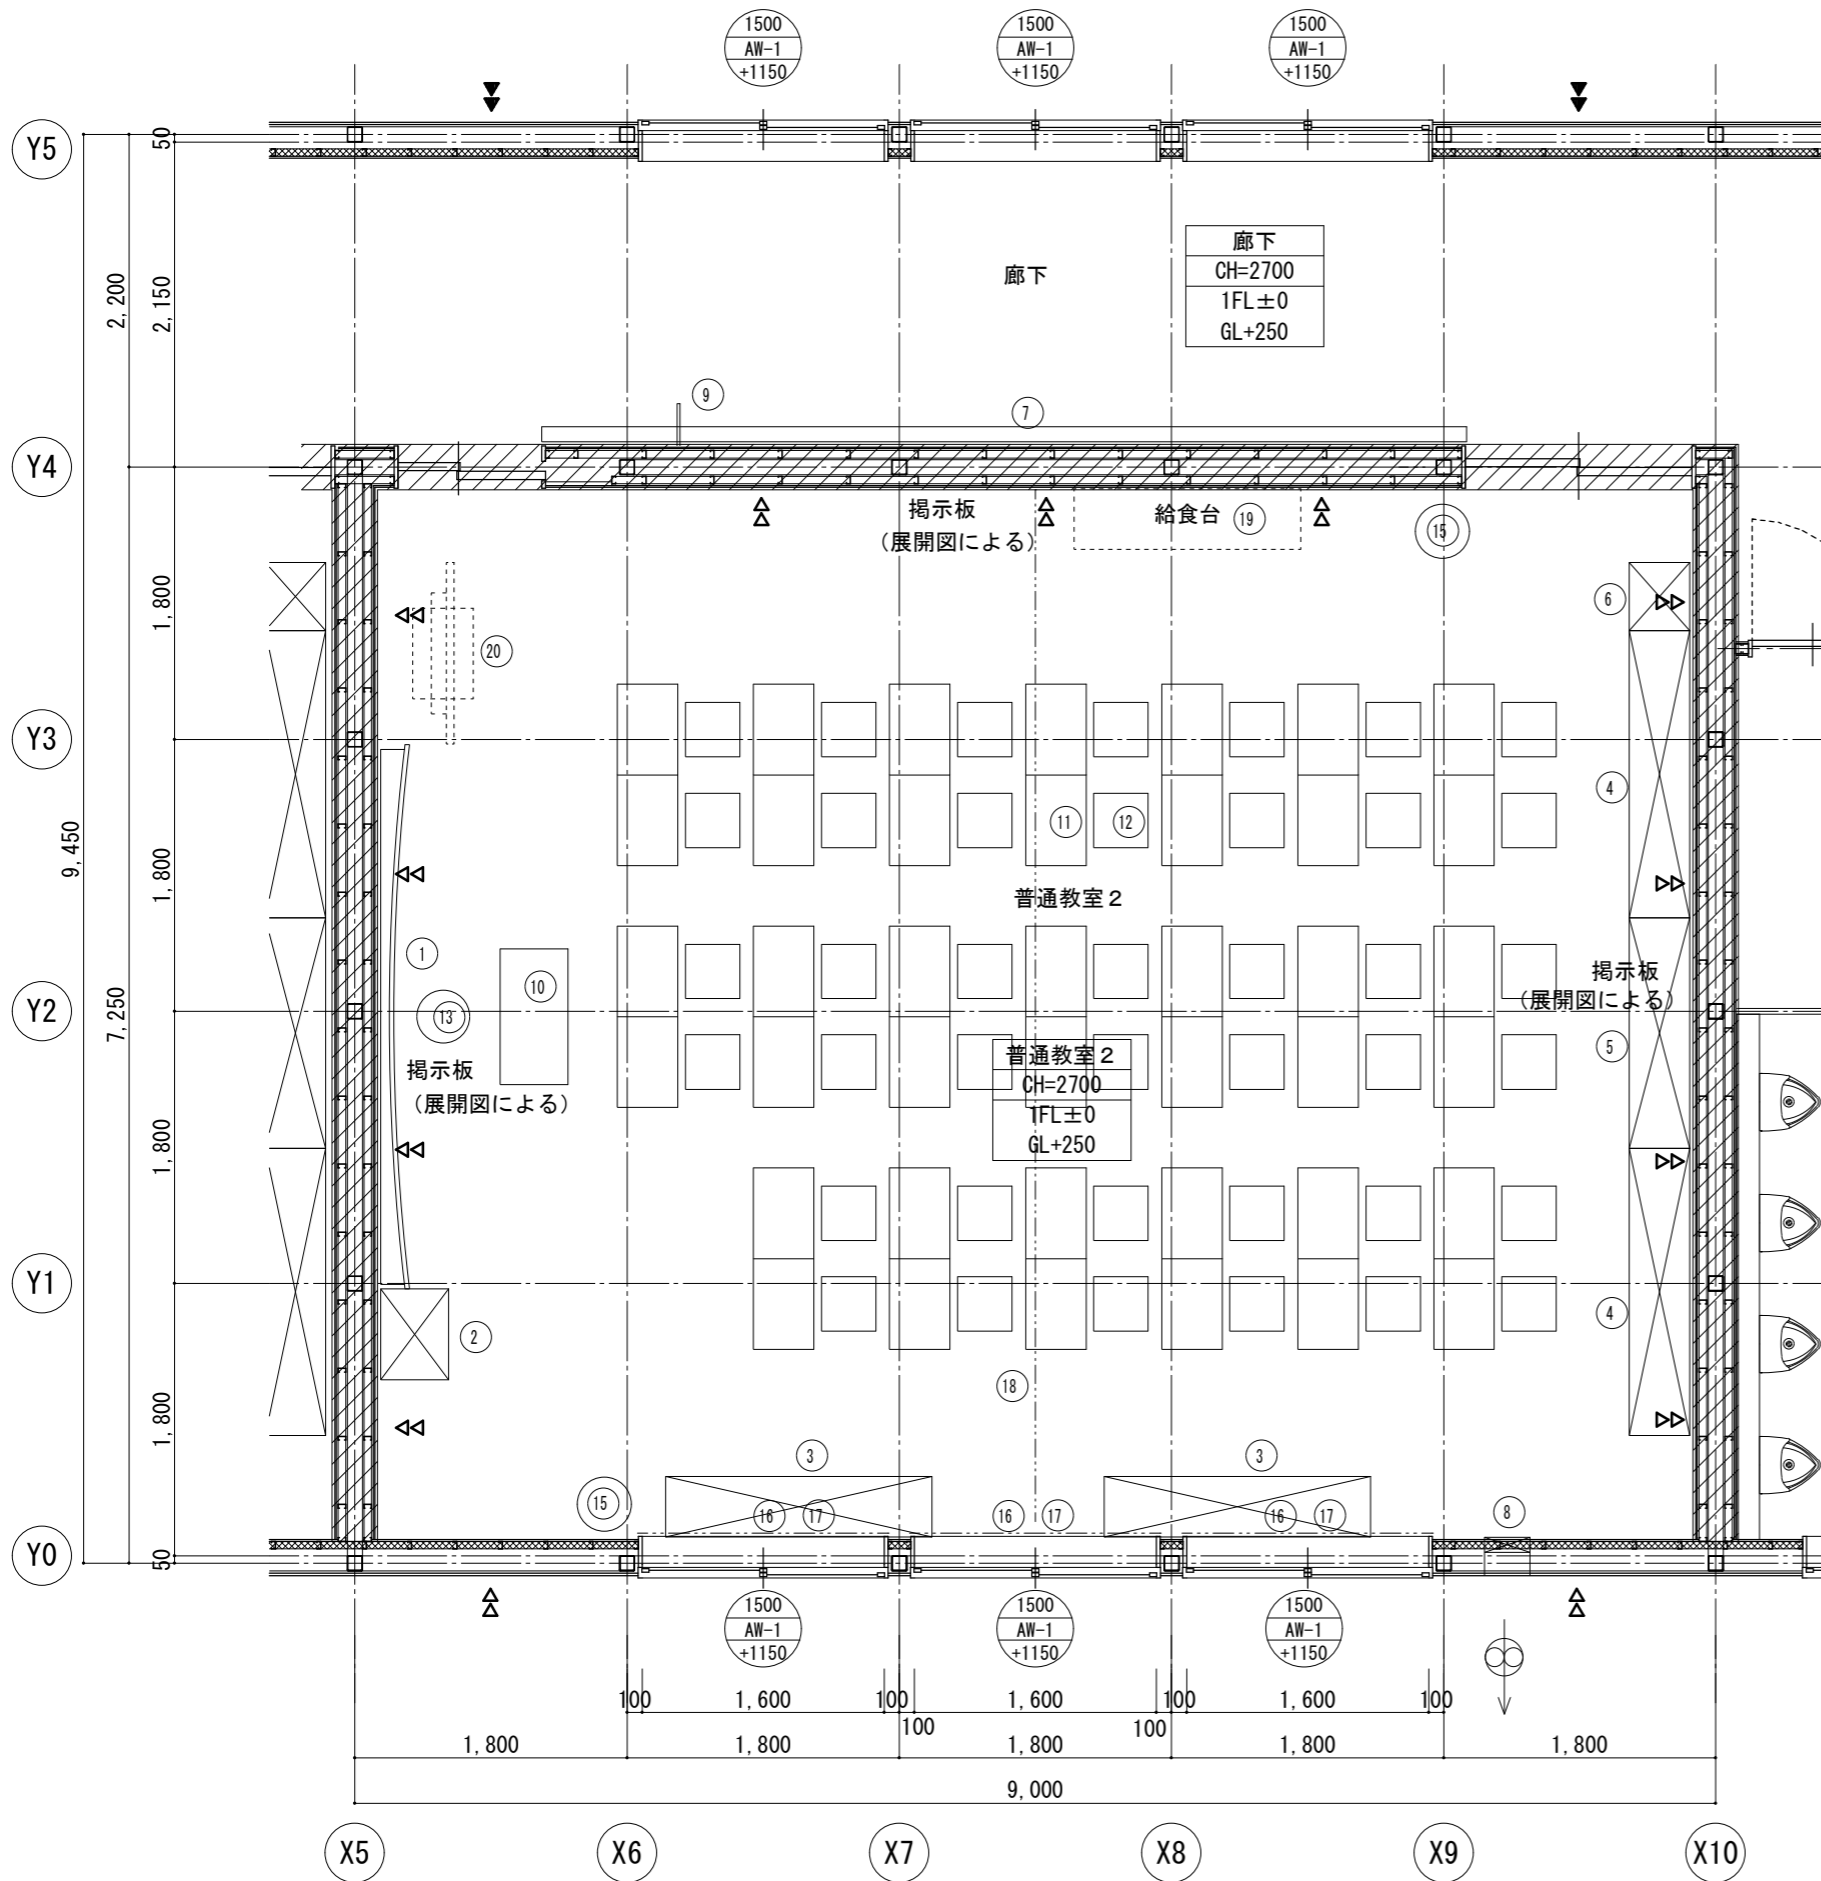 1500
AW-1
+1150
1500
AW-1
+1150
1500
AW-1
+1150
Y5
50
2,200
2,150
廊下
廊下
CH=2700
1FL±0
GL+250
9
7
Y4
掲示板
(展開図による)
給食台
19
15
1,800
20
6
Y3
11
12
4
9,450
1,800
普通教室2
1
10
掲示板
(展開図による)
Y2
13
7,250
掲示板
(展開図による)
普通教室2
CH=2700
1FL±0
GL+250
5
1,800
Y1
2
4
18
1,800
3
3
15
16
17
16
17
16
17
8
Y0
50
1500
AW-1
+1150
1500
AW-1
+1150
1500
AW-1
+1150
100
1,600
100
100
1,600
100
100
1,600
100
1,800
1,800
1,800
1,800
1,800
9,000
X5
X6
X7
X8
X9
X10